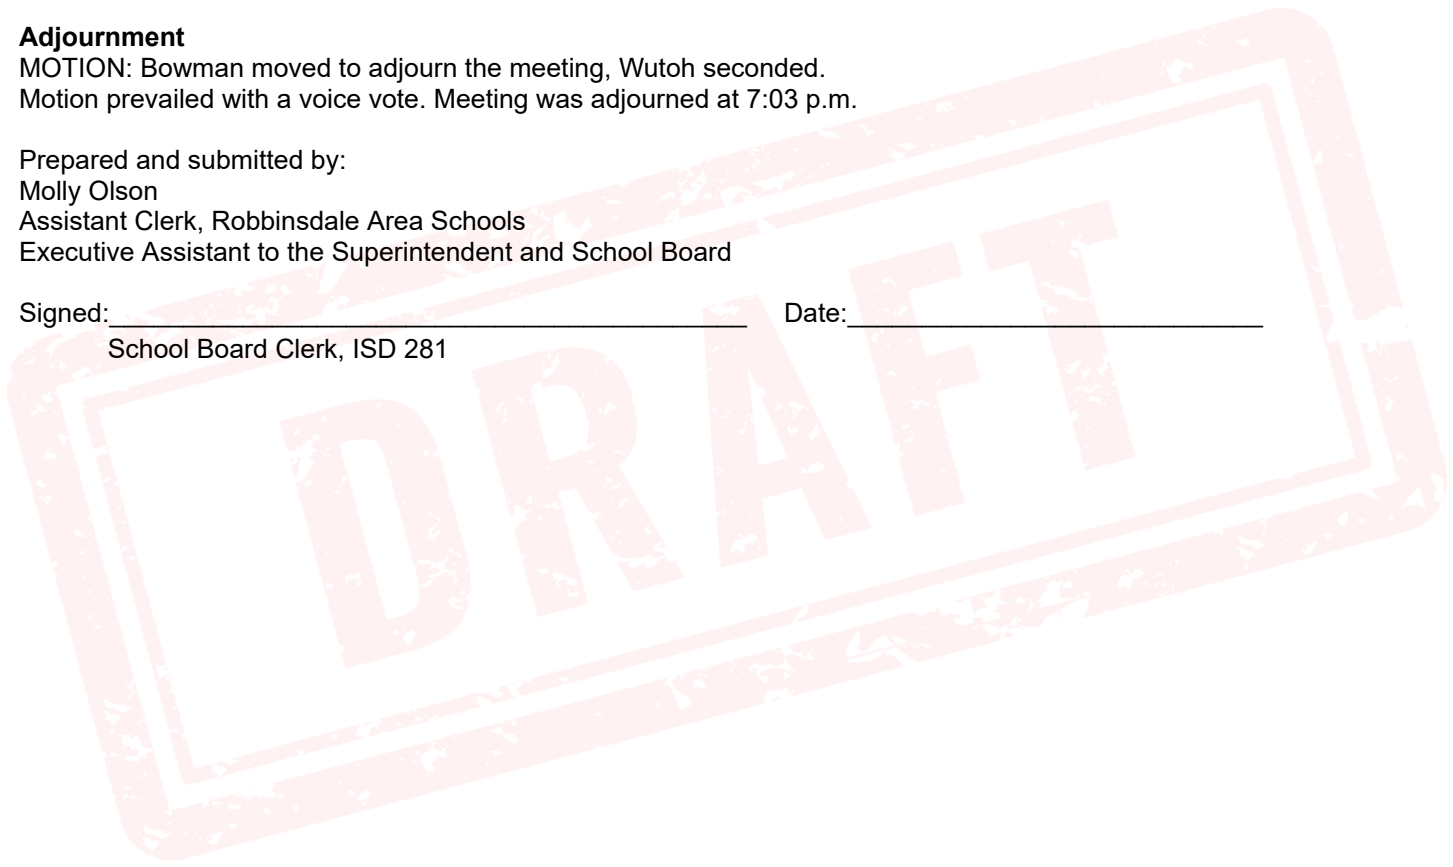 Adjournment
MOTION: Bowman moved to adjourn the meeting, Wutoh seconded.
Motion prevailed with a voice vote. Meeting was adjourned at 7:03 p.m.
Prepared and submitted by:
Molly Olson
Assistant Clerk, Robbinsdale Area Schools
Executive Assistant to the Superintendent and School Board
Signed:___________________________________________ Date:____________________________
School Board Clerk, ISD 281
DRAFT